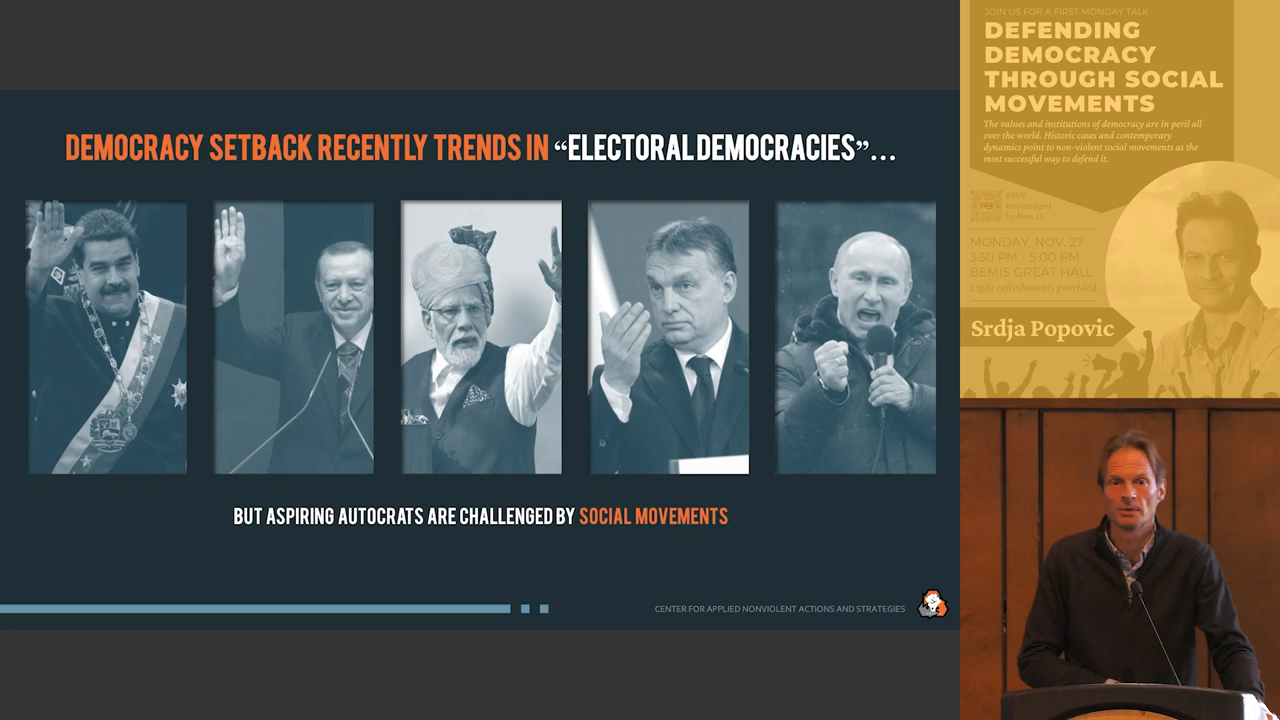 DEMOCRACY SETBACK RECENTLY TRENDS IN “ELECTORAL DEMOCRACIES”...
BUT ASPIRING AUTOCRATS ARE CHALLENGED BY SOCIAL MOVEMENTS
CENTER FOR APPLIED NONVIOLENT ACTIONS AND STRATEGIES
JOIN US FOR A FIRST MONDAY TALK
DEFENDING
DEMOCRACY
THROUGH SOCIAL
MOVEMENTS
The values and institutions of democracy are in peril all
over the world. Historic cases and contemporary
dynamics point to non-violent social movements as the
most successful way to defend it.
RSVP
Encouraged
by Nov. 15
MONDAY, NOV. 27
3:30 PM - 5:00 PM
BEMIS GREAT HALL
Light refreshments provided.
Srdja Popovic